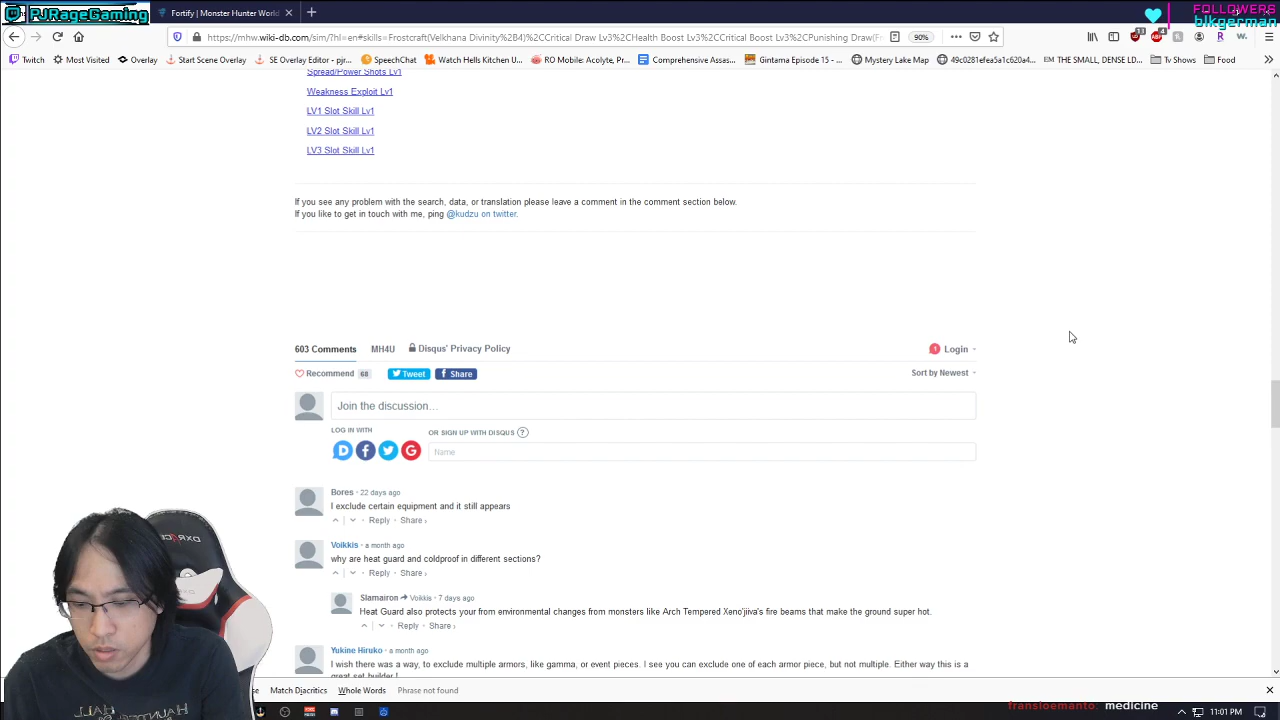 PJRageGaming
Fortify | Monster Hunter World
FOLLOWERS
blkgerman
https://mhw.wiki-db.com/sim/?hl=en#skills=Frostcraft(Velkhana Divinity%2F4)%2CCritical Draw Lv3%2CHealth Boost Lv3%2CCritical Boost Lv3%2CPunishing Draw(F
90%
Twitch
Most Visited
Overlay
Start Scene Overlay
SE Overlay Editor - pjr...
SpeechChat
Watch Hells Kitchen U...
RO Mobile: Acolyte, Pr...
Comprehensive Assas...
Gintama Episode 15 - ...
Mystery Lake Map
49c0281efea5a1c620a4...
THE SMALL, DENSE LD...
Tv Shows
Food
Spread/Power Shots Lv1
Weakness Exploit Lv1
LV1 Slot Skill Lv1
LV2 Slot Skill Lv1
LV3 Slot Skill Lv1
If you see any problem with the search, data, or translation please leave a comment in the comment section below.
If you like to get in touch with me, ping @kudzu on twitter.
603 Comments MH4U Disqus' Privacy Policy
1 Login
Recommend 68 Tweet Share
Sort by Newest
Join the discussion...
LOG IN WITH
OR SIGN UP WITH DISQUS ?
Name
Bores · 22 days ago
I exclude certain equipment and it still appears
Reply · Share ›
Voikkis · a month ago
why are heat guard and coldproof in different sections?
Reply · Share ›
Slamairon Voikkis · 7 days ago
Heat Guard also protects your from environmental changes from monsters like Arch Tempered Xeno'jiiva's fire beams that make the ground super hot.
Reply · Share ›
Yukine Hiruko · a month ago
I wish there was a way, to exclude multiple armors, like gamma, or event pieces. I see you can exclude one of each armor piece, but not multiple. Either way this is a
great set builder !
Match Diacritics Whole Words Phrase not found
fransloemanto: medicine
11:01 PM